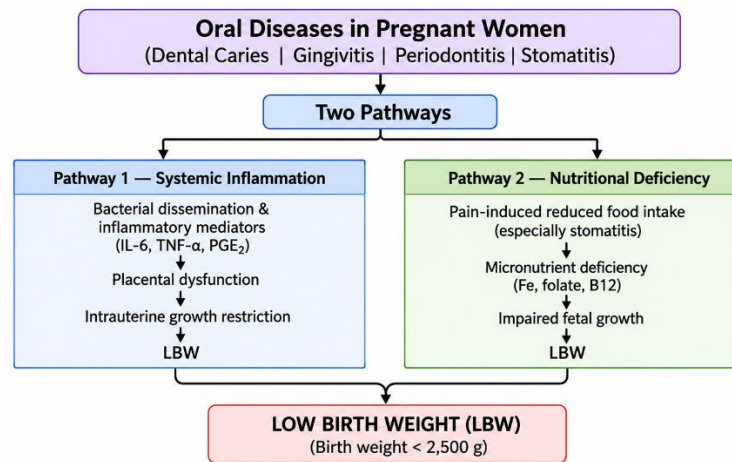 Oral Diseases in Pregnant Women
(Dental Caries | Gingivitis | Periodontitis | Stomatitis)
Two Pathways
Pathway 1 — Systemic Inflammation
Bacterial dissemination &
inflammatory mediators
(IL-6, TNF-α, PGE₂)
Placental dysfunction
Intrauterine growth restriction
LBW
Pathway 2 — Nutritional Deficiency
Pain-induced reduced food intake
(especially stomatitis)
Micronutrient deficiency
(Fe, folate, B12)
Impaired fetal growth
LBW
LOW BIRTH WEIGHT (LBW)
(Birth weight < 2,500 g)